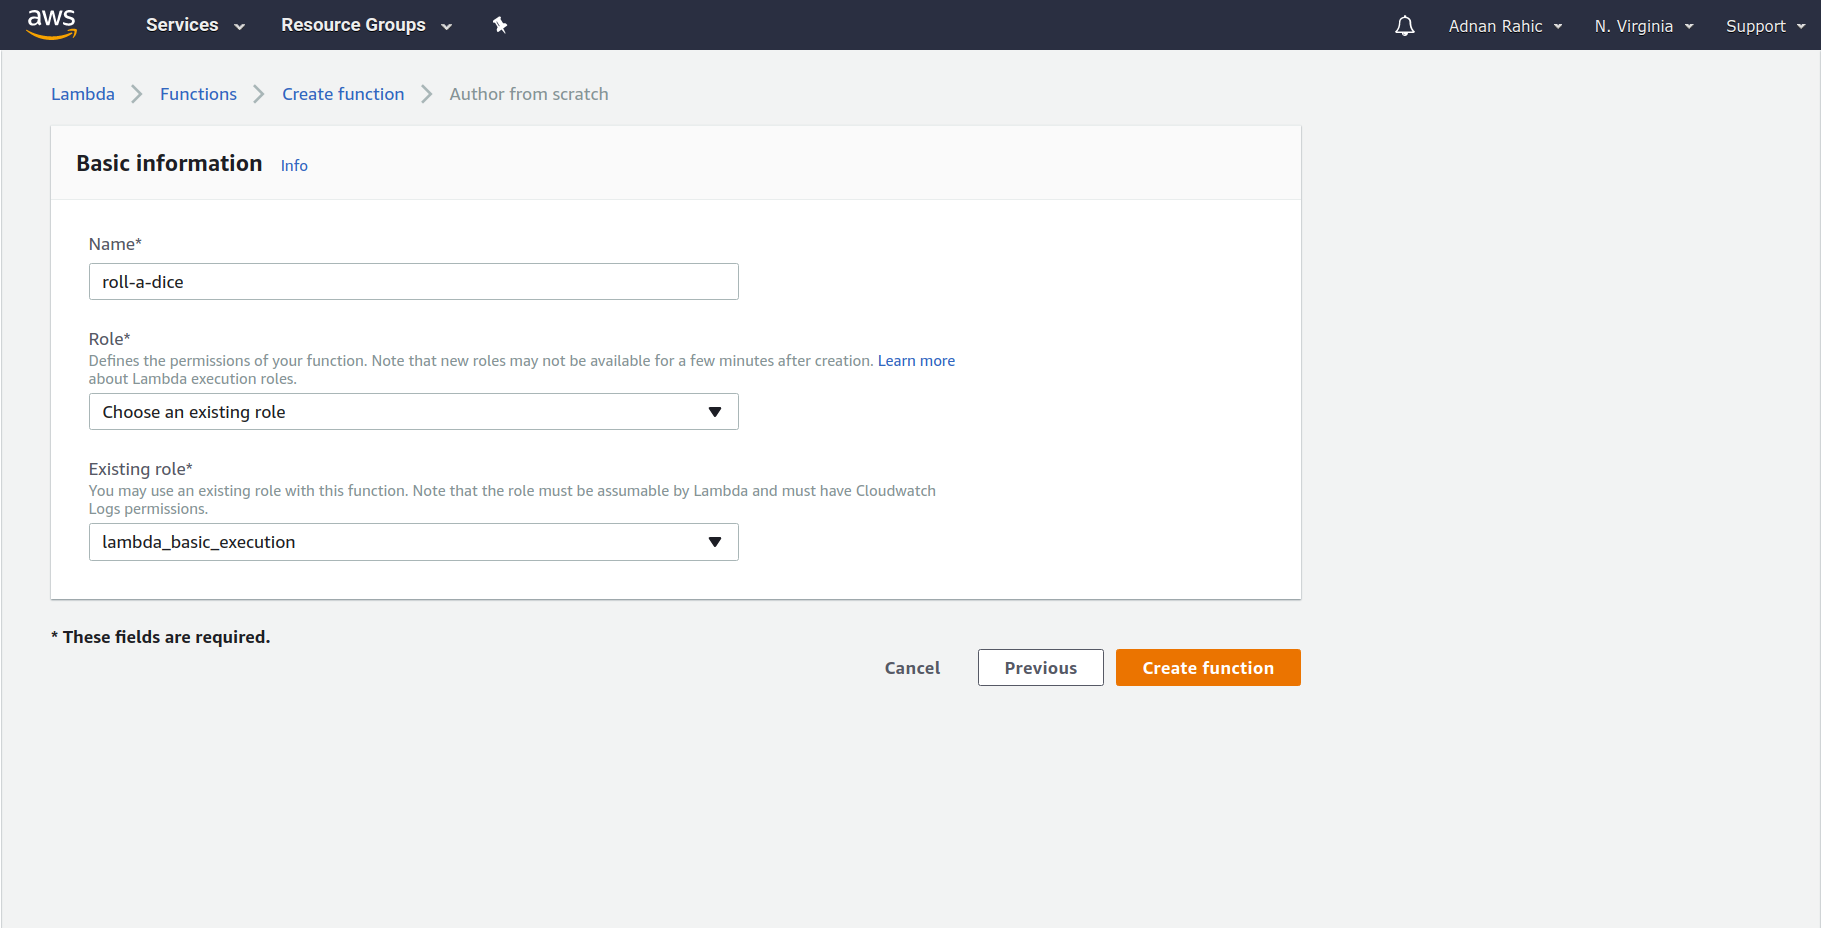 aws Services Resource Groups Adnan Rahic N. Virginia Support
Lambda Functions Create function Author from scratch
Basic information Info
Name*
roll-a-dice
Role*
Defines the permissions of your function. Note that new roles may not be available for a few minutes after creation. Learn more
about Lambda execution roles.
Choose an existing role
Existing role*
You may use an existing role with this function. Note that the role must be assumable by Lambda and must have Cloudwatch
Logs permissions.
lambda_basic_execution
* These fields are required.
Cancel Previous Create function